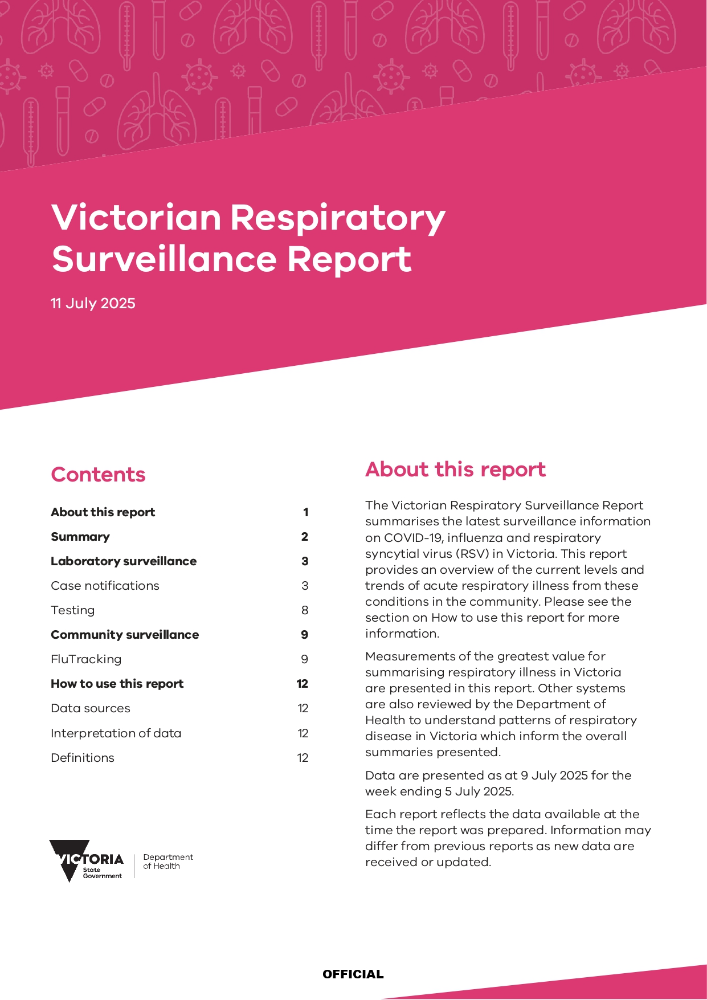 Victorian Respiratory
Surveillance Report
11 July 2025
Contents
About this report 1
Summary 2
Laboratory surveillance 3
Case notifications 3
Testing 8
Community surveillance 9
FluTracking 9
How to use this report 12
Data sources 12
Interpretation of data 12
Definitions 12
VICTORIA
State
Government
Department
of Health
About this report
The Victorian Respiratory Surveillance Report
summarises the latest surveillance information
on COVID-19, influenza and respiratory
syncytial virus (RSV) in Victoria. This report
provides an overview of the current levels and
trends of acute respiratory illness from these
conditions in the community. Please see the
section on How to use this report for more
information.
Measurements of the greatest value for
summarising respiratory illness in Victoria
are presented in this report. Other systems
are also reviewed by the Department of
Health to understand patterns of respiratory
disease in Victoria which inform the overall
summaries presented.
Data are presented as at 9 July 2025 for the
week ending 5 July 2025.
Each report reflects the data available at the
time the report was prepared. Information may
differ from previous reports as new data are
received or updated.
OFFICIAL